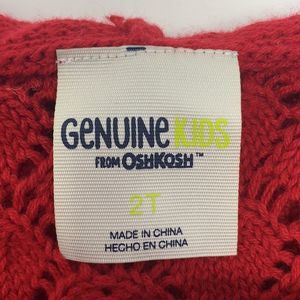 GENUINE KIDS
FROM OSHKOSH™
2T
MADE IN CHINA
HECHO EN CHINA